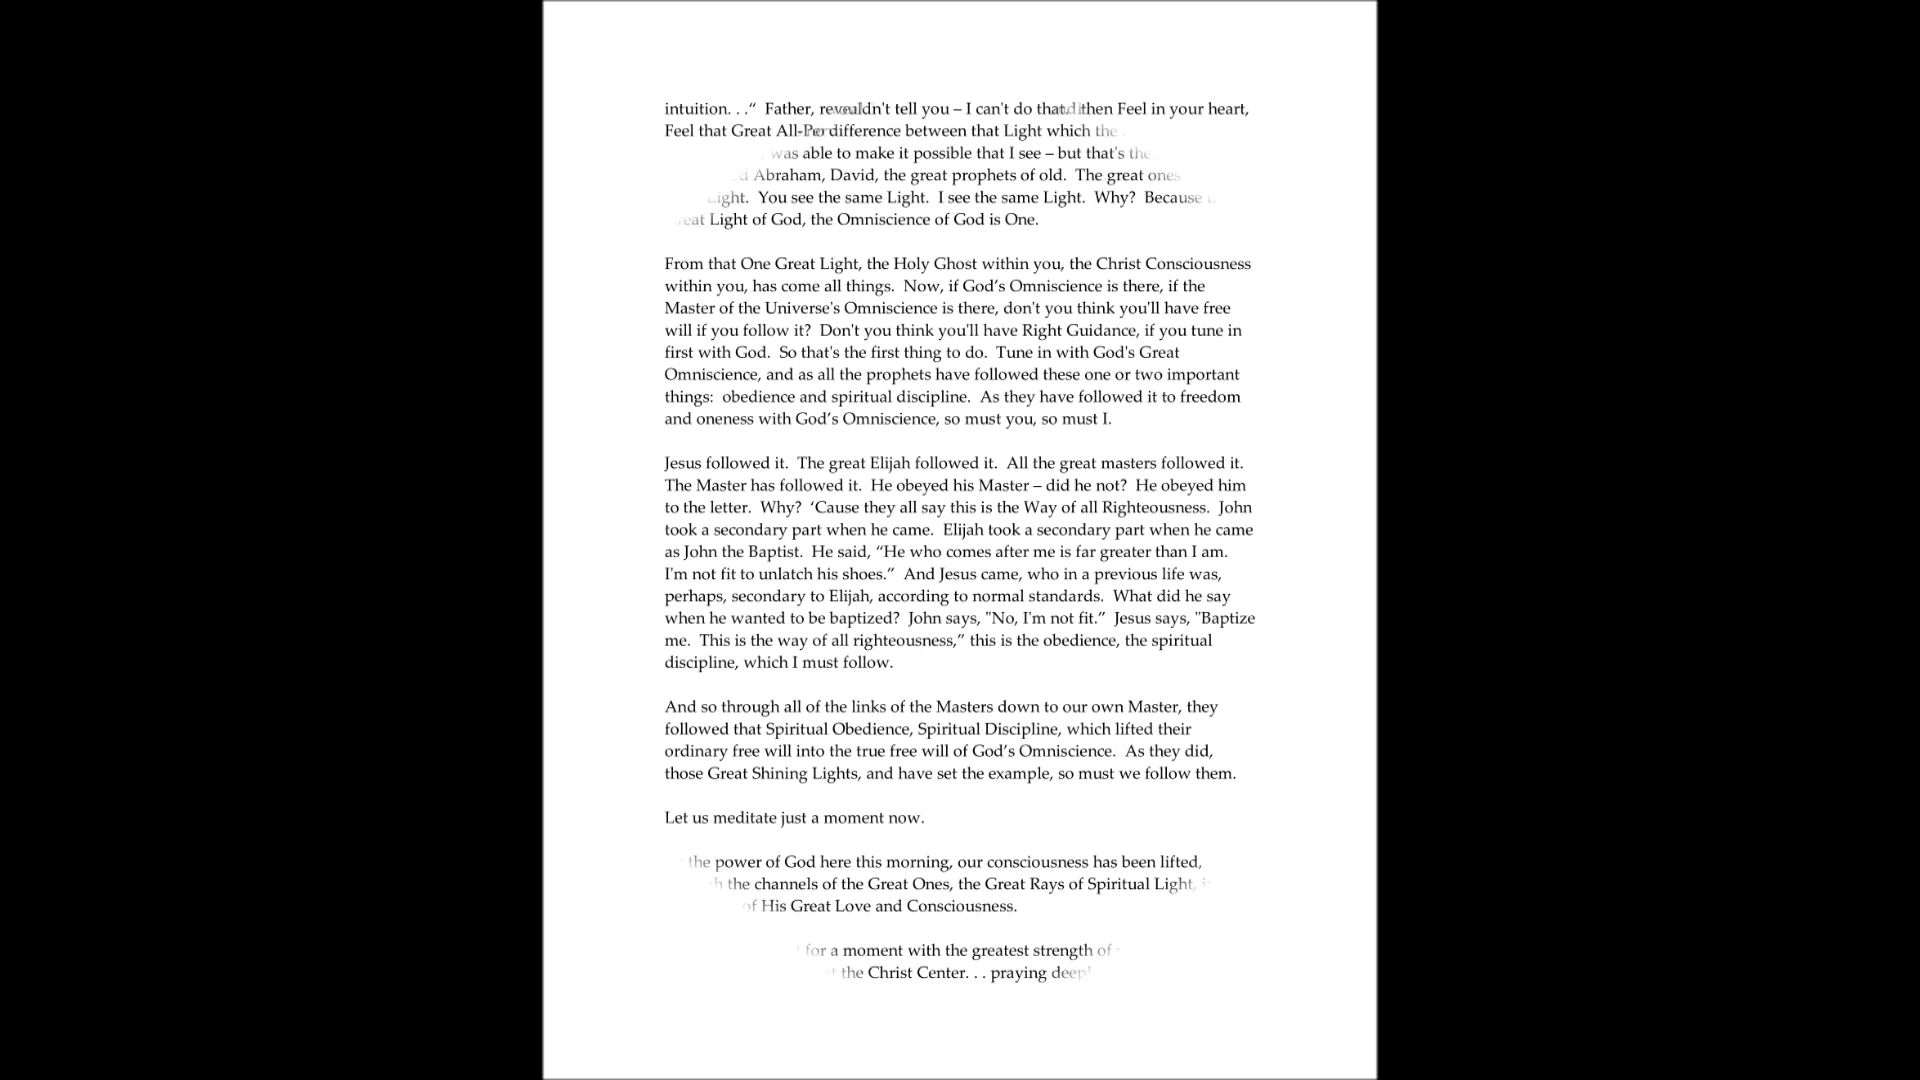 intuition. . .“  Father, n't tell you – I can't do then Feel in your heart,
Feel that Great difference between that Light which the
was able to make it possible that I see – but that's the
Abraham, David, the great prophets of old.  The great ones
You see the same Light.  I see the same Light.  Why?  Because
Light of God, the Omniscience of God is One.
From that One Great Light, the Holy Ghost within you, the Christ Consciousness
within you, has come all things.  Now, if God’s Omniscience is there, if the
Master of the Universe's Omniscience is there, don't you think you'll have free
will if you follow it?  Don't you think you'll have Right Guidance, if you tune in
first with God.  So that's the first thing to do.  Tune in with God's Great
Omniscience, and as all the prophets have followed these one or two important
things:  obedience and spiritual discipline.  As they have followed it to freedom
and oneness with God’s Omniscience, so must you, so must I.
Jesus followed it.  The great Elijah followed it.  All the great masters followed it.
The Master has followed it.  He obeyed his Master – did he not?  He obeyed him
to the letter.  Why?  ‘Cause they all say this is the Way of all Righteousness.  John
took a secondary part when he came.  Elijah took a secondary part when he came
as John the Baptist.  He said, “He who comes after me is far greater than I am.
I'm not fit to unlatch his shoes.”  And Jesus came, who in a previous life was,
perhaps, secondary to Elijah, according to normal standards.  What did he say
when he wanted to be baptized?  John says, "No, I'm not fit.”  Jesus says, "Baptize
me.  This is the way of all righteousness,” this is the obedience, the spiritual
discipline, which I must follow.
And so through all of the links of the Masters down to our own Master, they
followed that Spiritual Obedience, Spiritual Discipline, which lifted their
ordinary free will into the true free will of God’s Omniscience.  As they did,
those Great Shining Lights, and have set the example, so must we follow them.
Let us meditate just a moment now.
the power of God here this morning, our consciousness has been lifted,
the channels of the Great Ones, the Great Rays of Spiritual Light,
of His Great Love and Consciousness.
for a moment with the greatest strength of
the Christ Center. . . praying